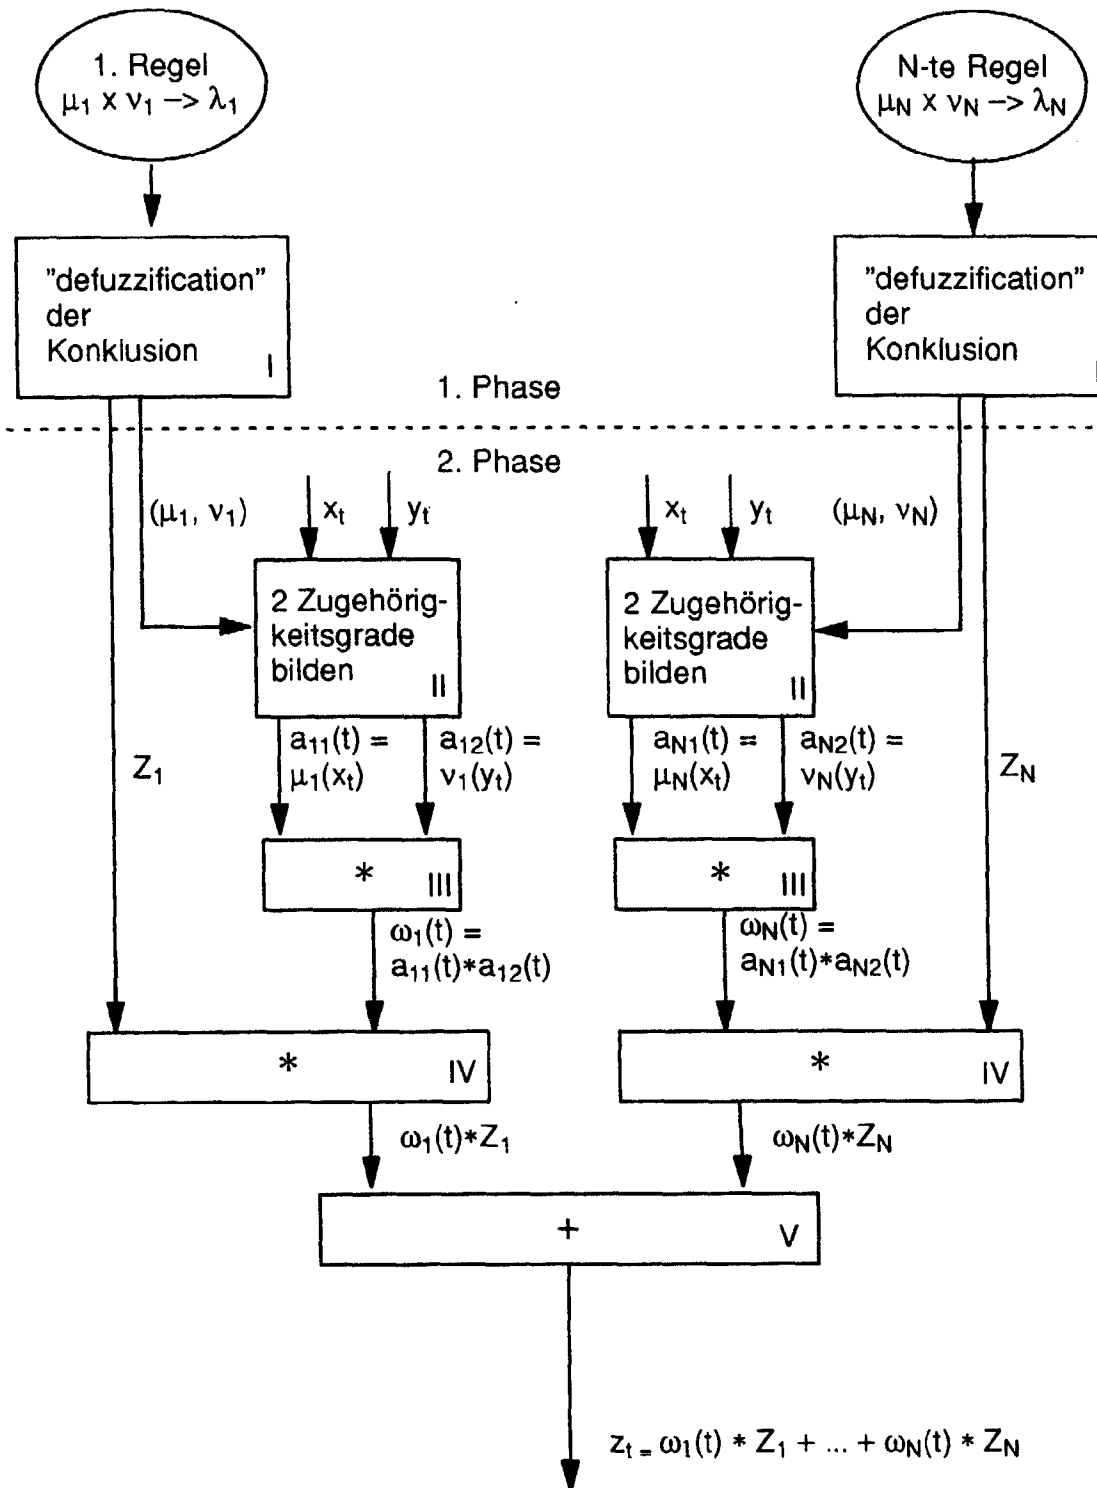 1. Regel
μ₁ x ν₁ –> λ₁
N-te Regel
μN x νN –> λN
"defuzzification"
der
Konklusion
I
"defuzzification"
der
Konklusion
1. Phase
2. Phase
(μ₁, ν₁)
xt
yt
xt
yt
(μN, νN)
2 Zugehörig-
keitsgrade
bilden
II
2 Zugehörig-
keitsgrade
bilden
II
Z₁
a₁₁(t) =
μ₁(xt)
a₁₂(t) =
ν₁(yt)
aN1(t) =
μN(xt)
aN2(t) =
νN(yt)
ZN
* III
* III
ω₁(t) =
a₁₁(t)*a₁₂(t)
ωN(t) =
aN1(t)*aN2(t)
* IV
* IV
ω₁(t)*Z₁
ωN(t)*ZN
+ V
zt = ω₁(t) * Z₁ + ... + ωN(t) * ZN